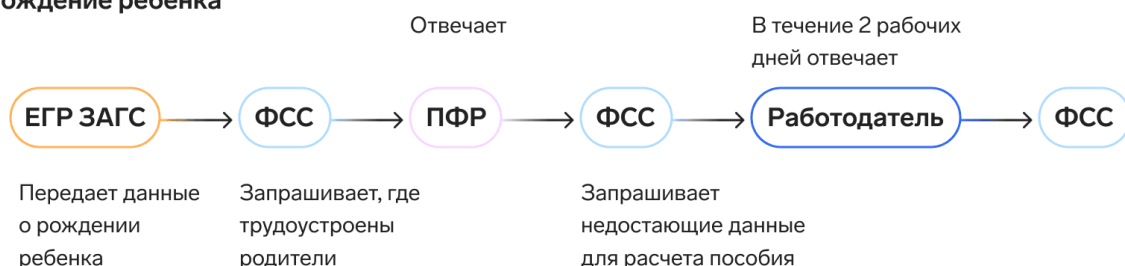 ождение ребенка
Отвечает
В течение 2 рабочих
дней отвечает
ЕГР ЗАГС
ФСС
ПФР
ФСС
Работодатель
ФСС
Передает данные
о рождении
ребенка
Запрашивает, где
трудоустроены
родители
Запрашивает
недостающие данные
для расчета пособия